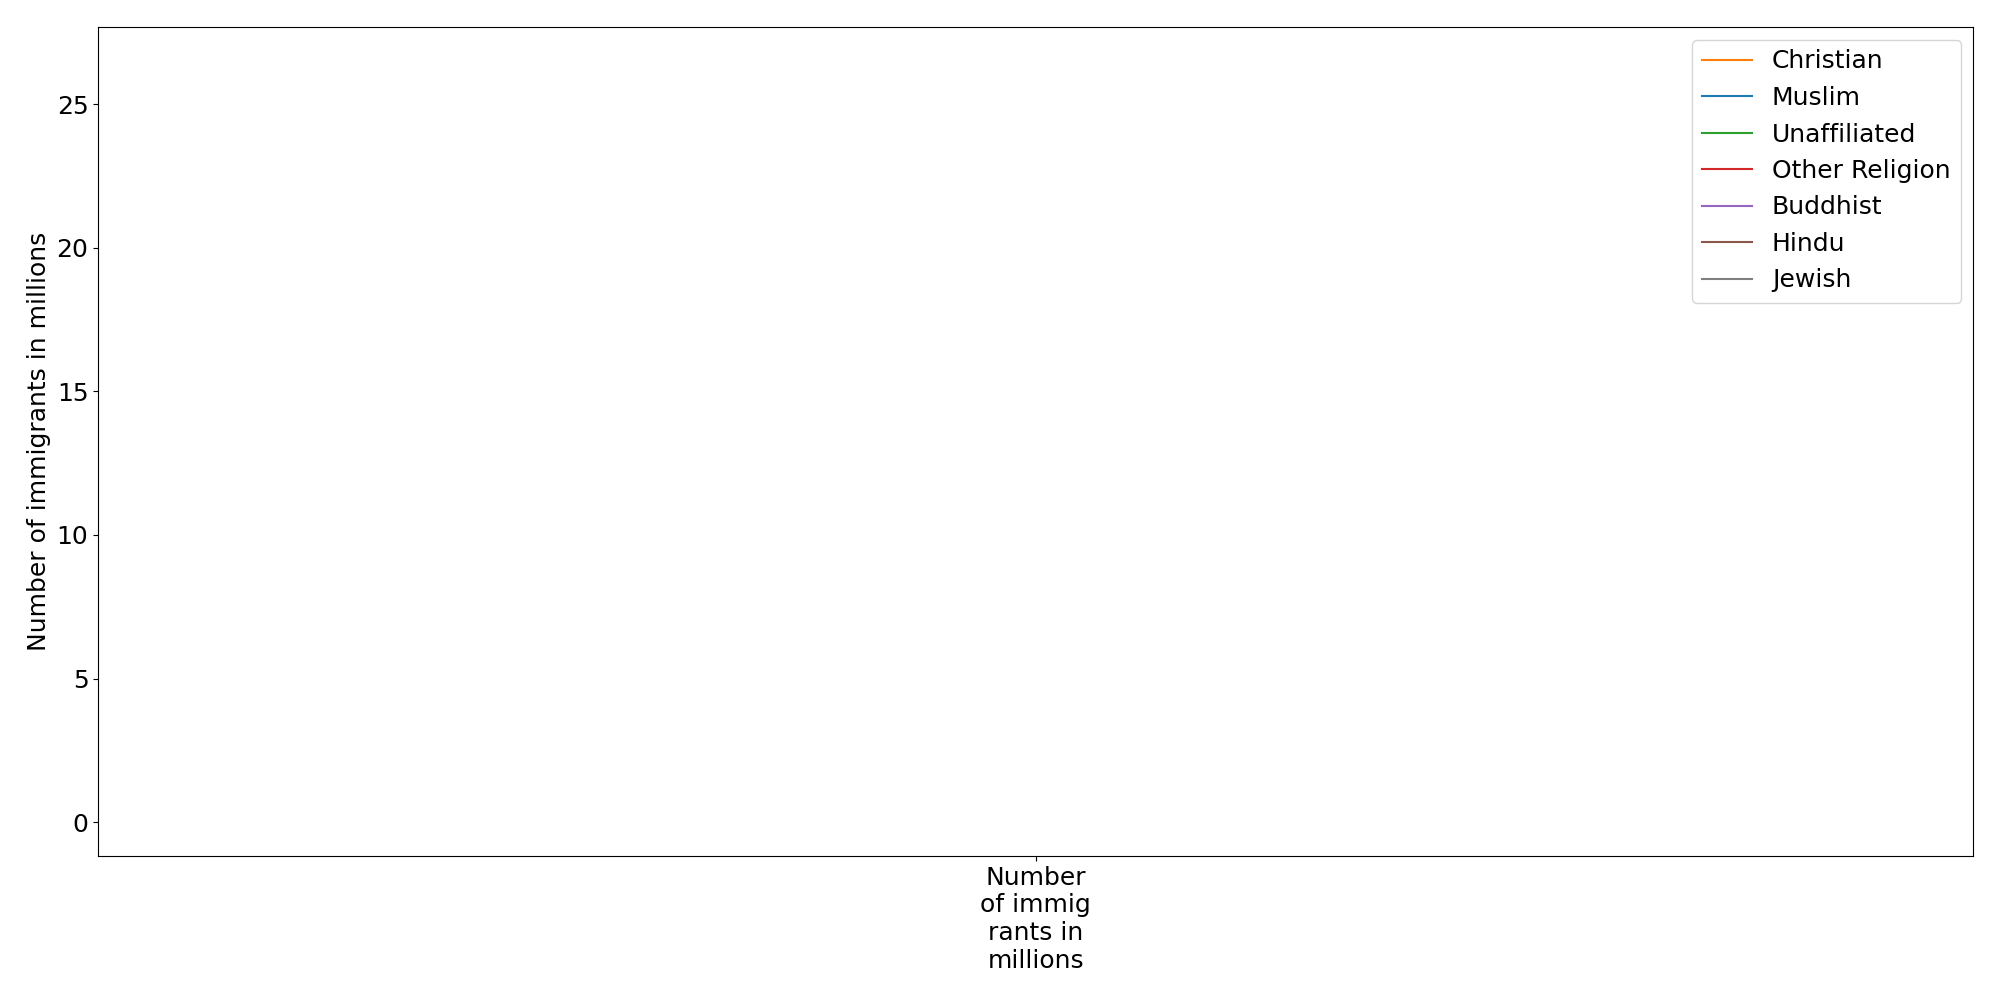 Number of immigrants in millions
25
20
15
10
5
0
Christian
Muslim
Unaffiliated
Other Religion
Buddhist
Hindu
Jewish
Number
of immig
rants in
millions